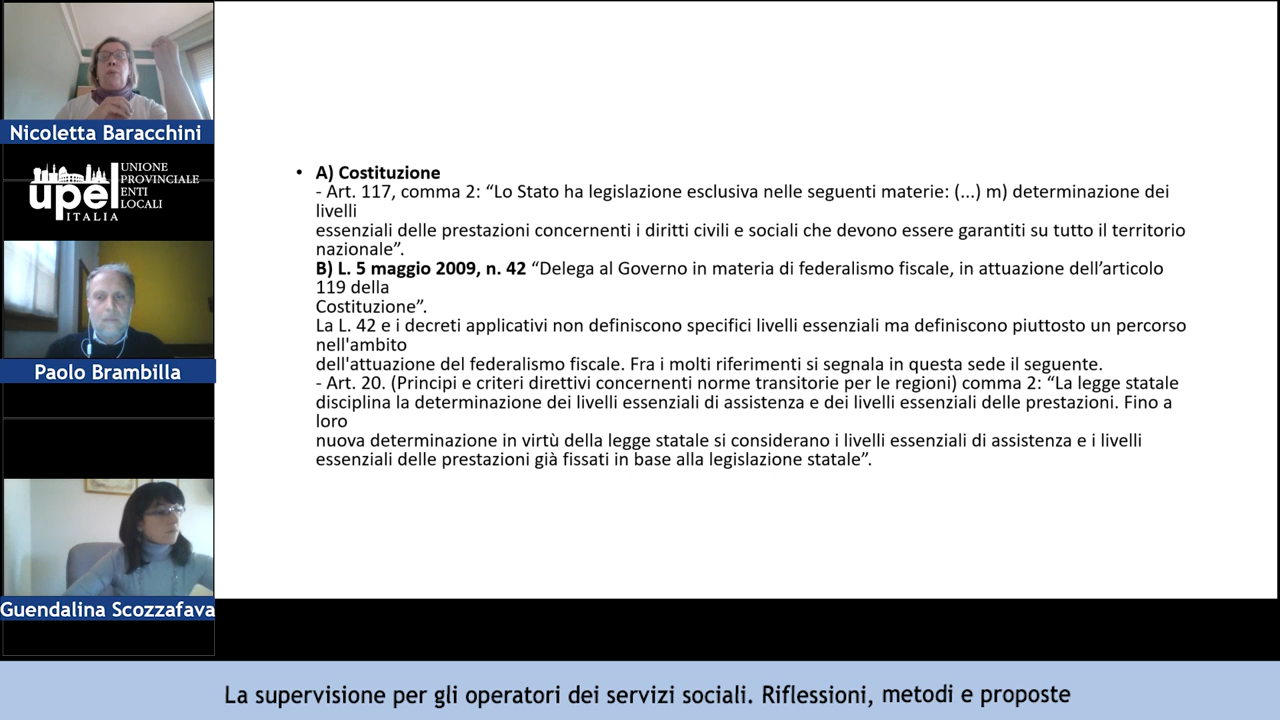 Nicoletta Baracchini
upel
ITALIA
UNIONE
PROVINCIALE
ENTI
LOCALI
Paolo Brambilla
Guendalina Scozzafava
• A) Costituzione
- Art. 117, comma 2: “Lo Stato ha legislazione esclusiva nelle seguenti materie: (...) m) determinazione dei
livelli
essenziali delle prestazioni concernenti i diritti civili e sociali che devono essere garantiti su tutto il territorio
nazionale”.
B) L. 5 maggio 2009, n. 42 “Delega al Governo in materia di federalismo fiscale, in attuazione dell’articolo
119 della
Costituzione”.
La L. 42 e i decreti applicativi non definiscono specifici livelli essenziali ma definiscono piuttosto un percorso
nell'ambito
dell'attuazione del federalismo fiscale. Fra i molti riferimenti si segnala in questa sede il seguente.
- Art. 20. (Principi e criteri direttivi concernenti norme transitorie per le regioni) comma 2: “La legge statale
disciplina la determinazione dei livelli essenziali di assistenza e dei livelli essenziali delle prestazioni. Fino a
loro
nuova determinazione in virtù della legge statale si considerano i livelli essenziali di assistenza e i livelli
essenziali delle prestazioni già fissati in base alla legislazione statale”.
La supervisione per gli operatori dei servizi sociali. Riflessioni, metodi e proposte